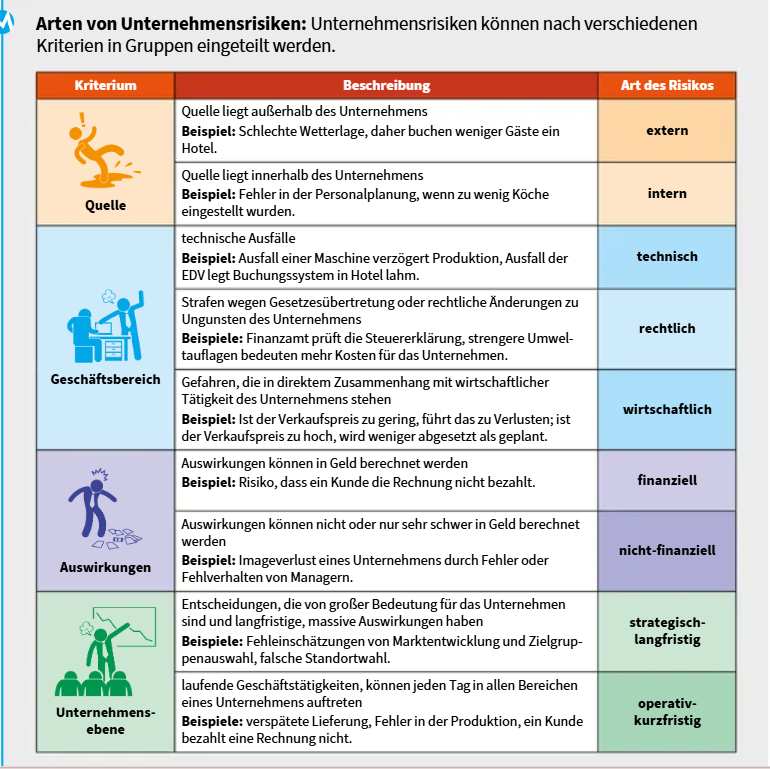 Arten von Unternehmensrisiken: Unternehmensrisiken können nach verschiedenen
Kriterien in Gruppen eingeteilt werden.
Kriterium
Beschreibung
Art des Risikos
Quelle
Quelle liegt außerhalb des Unternehmens
Beispiel: Schlechte Wetterlage, daher buchen weniger Gäste ein
Hotel.
extern
Quelle liegt innerhalb des Unternehmens
Beispiel: Fehler in der Personalplanung, wenn zu wenig Köche
eingestellt wurden.
intern
Geschäftsbereich
technische Ausfälle
Beispiel: Ausfall einer Maschine verzögert Produktion, Ausfall der
EDV legt Buchungssystem in Hotel lahm.
technisch
Strafen wegen Gesetzesübertretung oder rechtliche Änderungen zu
Ungunsten des Unternehmens
Beispiele: Finanzamt prüft die Steuererklärung, strengere Umwel-
tauflagen bedeuten mehr Kosten für das Unternehmen.
rechtlich
Gefahren, die in direktem Zusammenhang mit wirtschaftlicher
Tätigkeit des Unternehmens stehen
Beispiel: Ist der Verkaufspreis zu gering, führt das zu Verlusten; ist
der Verkaufspreis zu hoch, wird weniger abgesetzt als geplant.
wirtschaftlich
Auswirkungen
Auswirkungen können in Geld berechnet werden
Beispiel: Risiko, dass ein Kunde die Rechnung nicht bezahlt.
finanziell
Auswirkungen können nicht oder nur sehr schwer in Geld berechnet
werden
Beispiel: Imageverlust eines Unternehmens durch Fehler oder
Fehlverhalten von Managern.
nicht-finanziell
Unternehmens-
ebene
Entscheidungen, die von großer Bedeutung für das Unternehmen
sind und langfristige, massive Auswirkungen haben
Beispiele: Fehleinschätzungen von Marktentwicklung und Zielgrup-
penauswahl, falsche Standortwahl.
strategisch-
langfristig
laufende Geschäftstätigkeiten, können jeden Tag in allen Bereichen
eines Unternehmens auftreten
Beispiele: verspätete Lieferung, Fehler in der Produktion, ein Kunde
bezahlt eine Rechnung nicht.
operativ-
kurzfristig